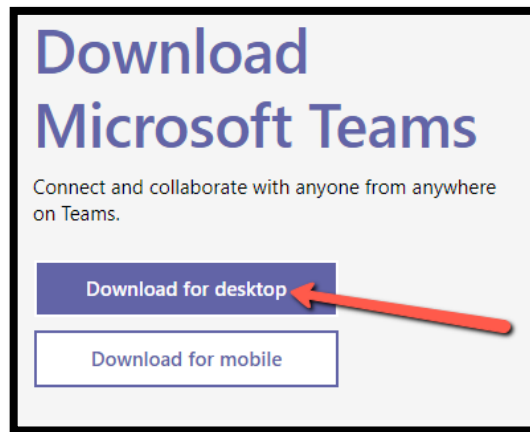 Download
Microsoft Teams
Connect and collaborate with anyone from anywhere
on Teams.
Download for desktop
Download for mobile